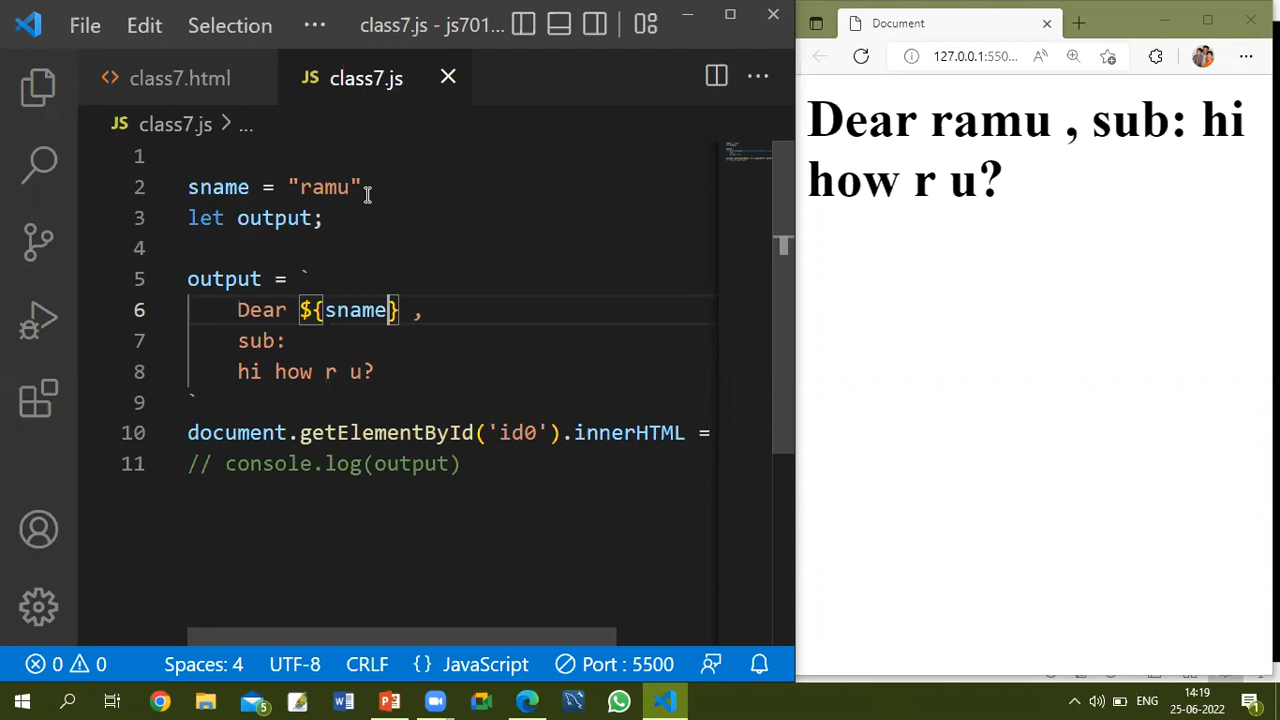 File Edit Selection ··· class7.js - js701...
class7.html
JS class7.js
JS class7.js > ...
1
2 sname = "ramu"
3 let output;
4
5 output = `
6 Dear ${sname} ,
7 sub:
8 hi how r u?
9 `
10 document.getElementById('id0').innerHTML =
11 // console.log(output)
0 0 Spaces: 4 UTF-8 CRLF {} JavaScript Port : 5500
Document
127.0.0.1:550...
Dear ramu , sub: hi
how r u?
5
ENG
14:19
25-06-2022
1